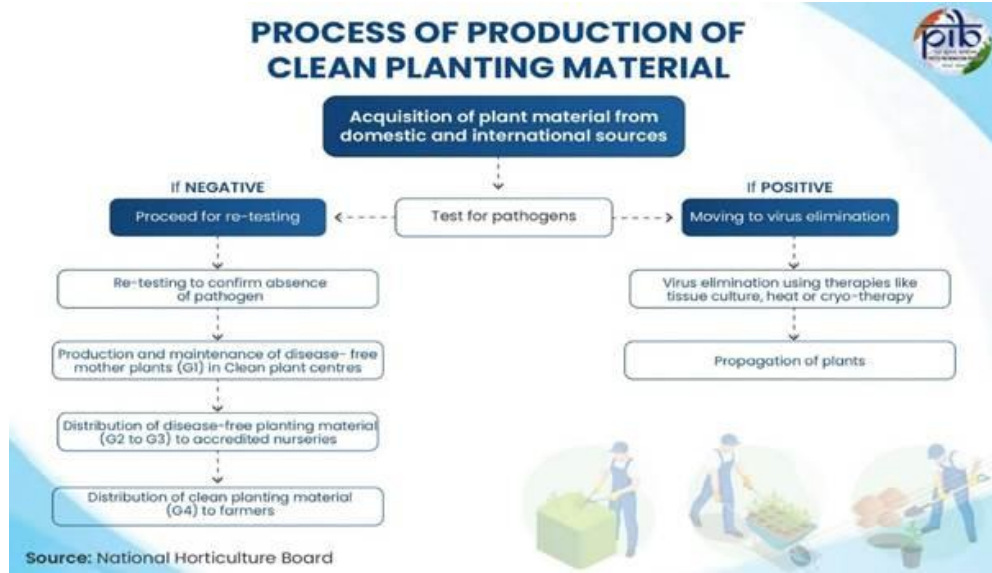 PROCESS OF PRODUCTION OF
CLEAN PLANTING MATERIAL
pib
Acquisition of plant material from
domestic and international sources
If NEGATIVE
If POSITIVE
Proceed for re-testing
Test for pathogens
Moving to virus elimination
Re-testing to confirm absence
of pathogen
Virus elimination using therapies like
tissue culture, heat or cryo-therapy
Production and maintenance of disease- free
mother plants (G1) in Clean plant centres
Propagation of plants
Distribution of disease-free planting material
(G2 to G3) to accredited nurseries
Distribution of clean planting material
(G4) to farmers
Source: National Horticulture Board